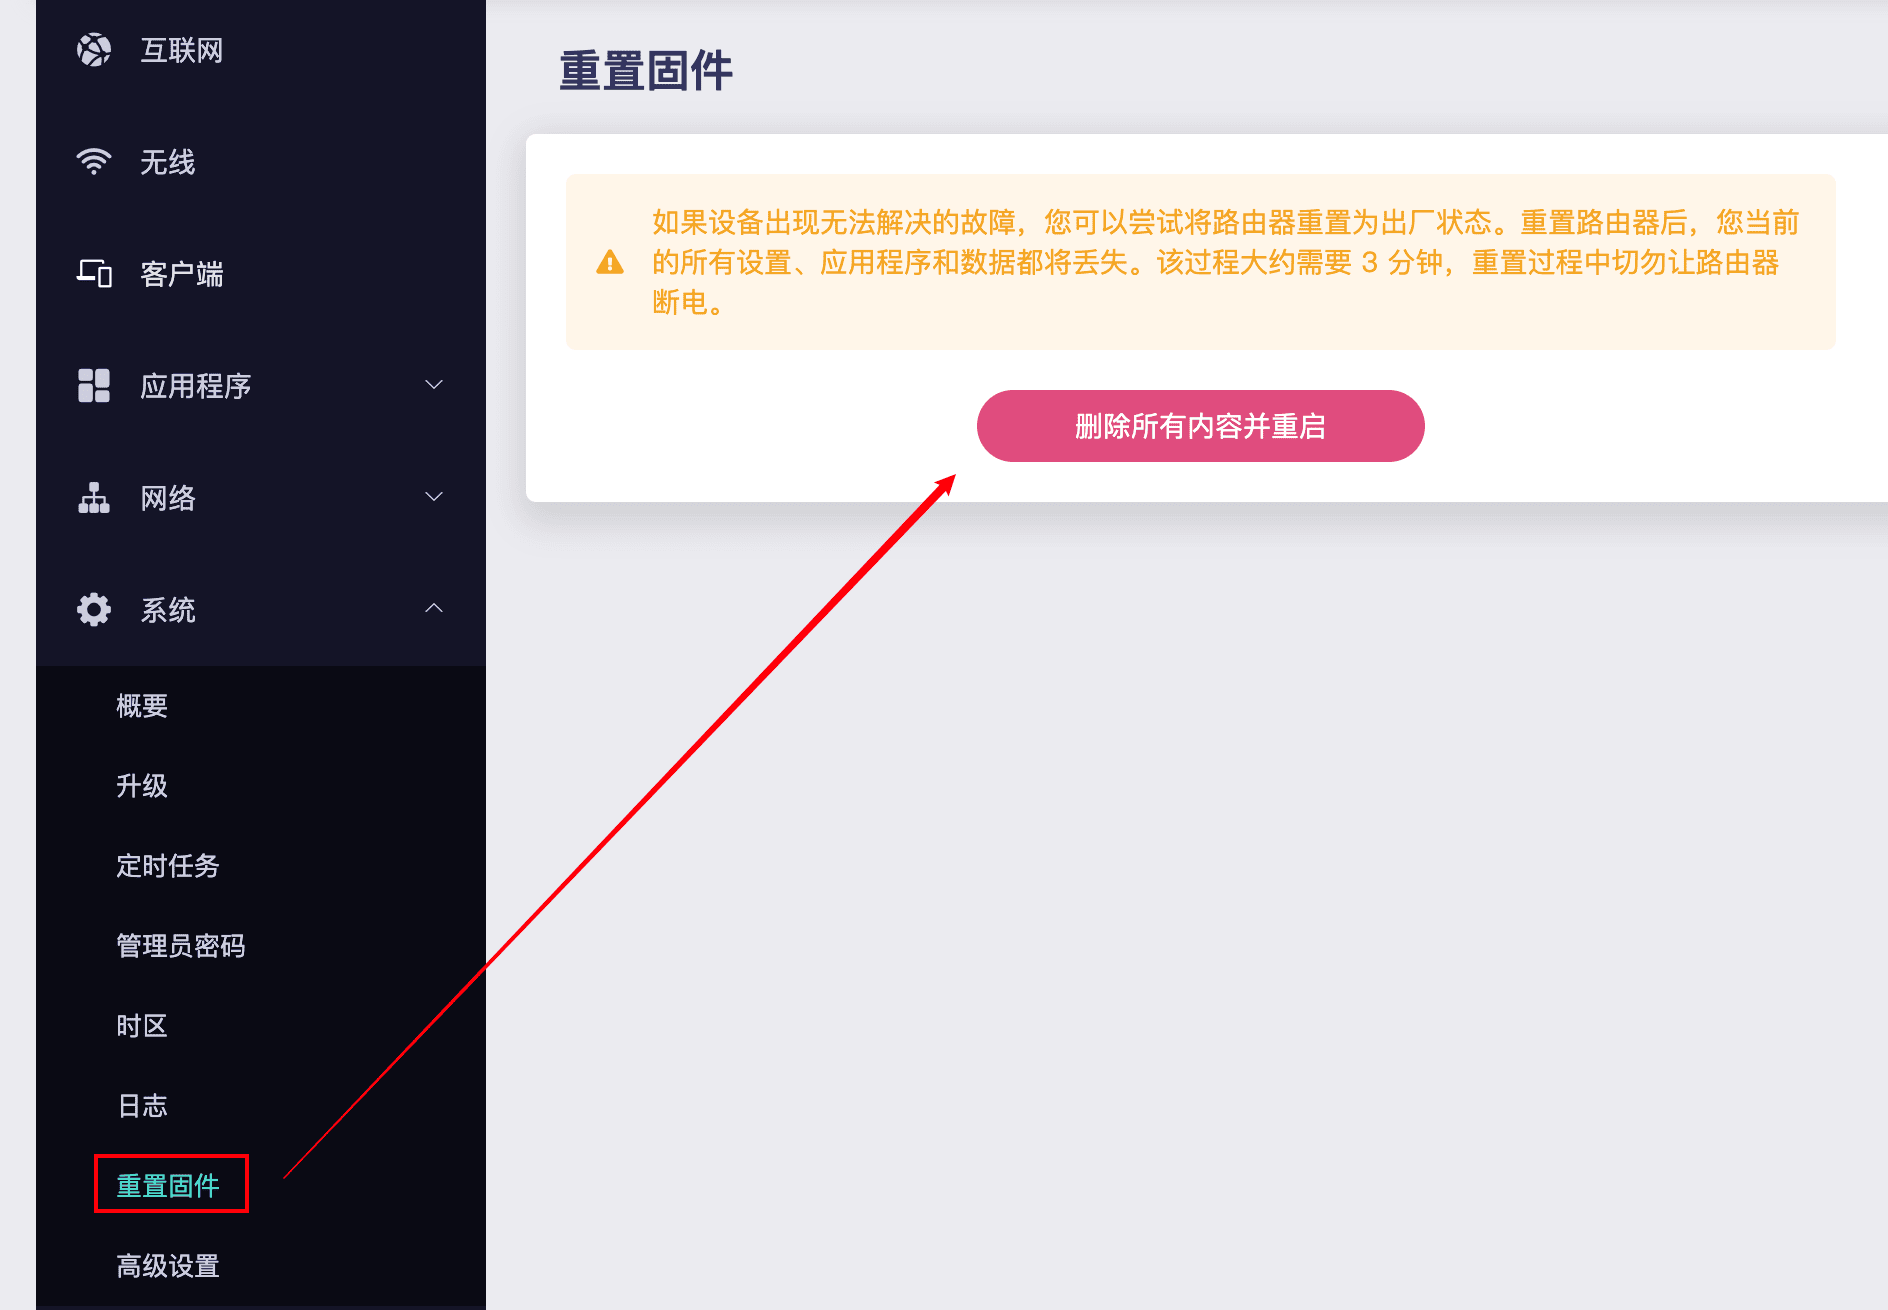 互联网
无线
客户端
应用程序
网络
系统
概要
升级
定时任务
管理员密码
时区
日志
重置固件
高级设置
重置固件
如果设备出现无法解决的故障，您可以尝试将路由器重置为出厂状态。重置路由器后，您当前
的所有设置、应用程序和数据都将丢失。该过程大约需要 3 分钟，重置过程中切勿让路由器
断电。
删除所有内容并重启